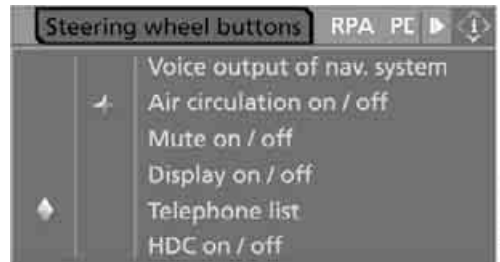 Steering wheel buttons RPA PD
Voice output of nav. system
Air circulation on / off
Mute on / off
Display on / off
Telephone list
HDC on / off